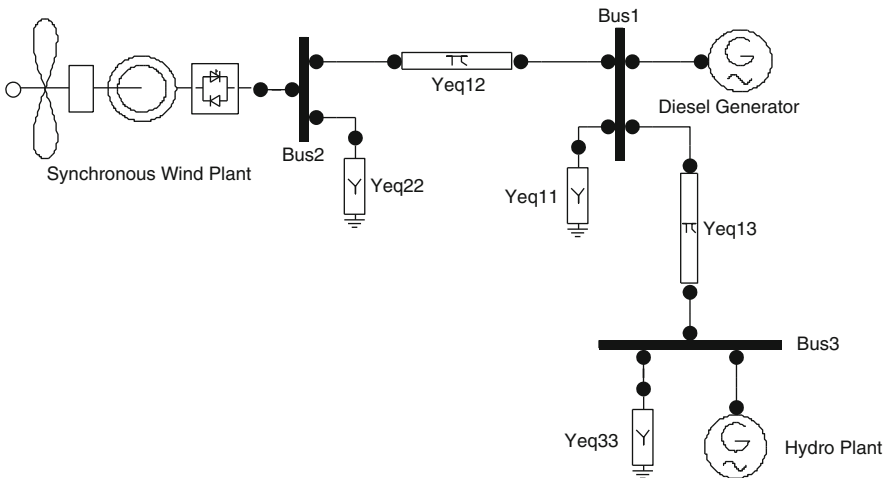 Bus1
Yeq12
Diesel Generator
Bus2
Synchronous Wind Plant
Yeq22
Y
Yeq11
Y
Yeq13
Bus3
Yeq33
Y
Hydro Plant
π
π
G
G